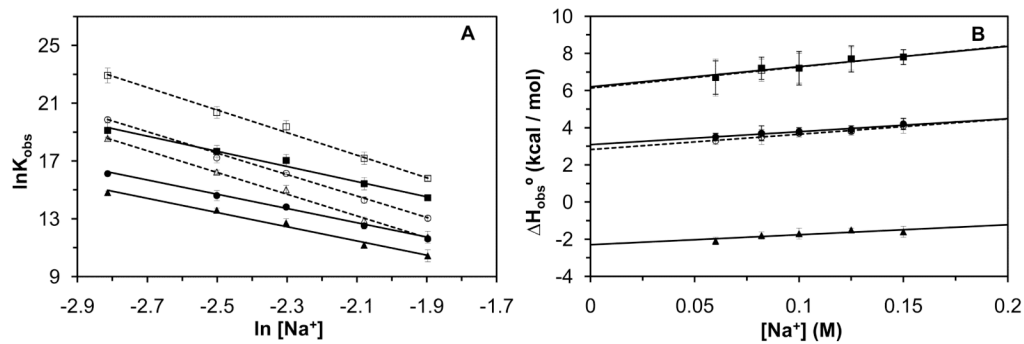 A
25
21
17
13
9
lnK_obs
-2.9 -2.7 -2.5 -2.3 -2.1 -1.9 -1.7
ln [Na⁺]
B
10
8
6
4
2
0
-2
-4
ΔH_obs° (kcal / mol)
0 0.05 0.1 0.15 0.2
[Na⁺] (M)